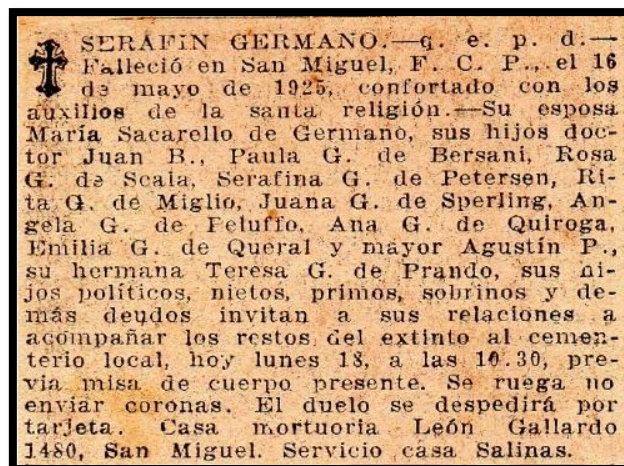 SERAFIN GERMANO.—q. e. p. d.—
Falleció en San Miguel, F. C. P., el 16
de mayo de 1925, confortado con los
auxilios de la santa religión.—Su esposa
María Sacarello de Germano, sus hijos doc-
tor Juan B., Paula G. de Bersani, Rosa
G. de Scala, Serafina G. de Petersen, Ri-
ta G. de Miglio, Juana G. de Sperling, An-
gela G. de Peluffo, Ana G. de Quiroga,
Emilia G. de Queral y mayor Agustín P.,
su hermana Teresa G. de Prando, sus hi-
jos políticos, nietos, primos, sobrinos y de-
más deudos invitan a sus relaciones a
acompañar los restos del extinto al cemen-
terio local, hoy lunes 18, a las 10.30, pre-
via misa de cuerpo presente. Se ruega no
enviar coronas. El duelo se despedirá por
tarjeta. Casa mortuoria León Gallardo
1480, San Miguel. Servicio casa Salinas.